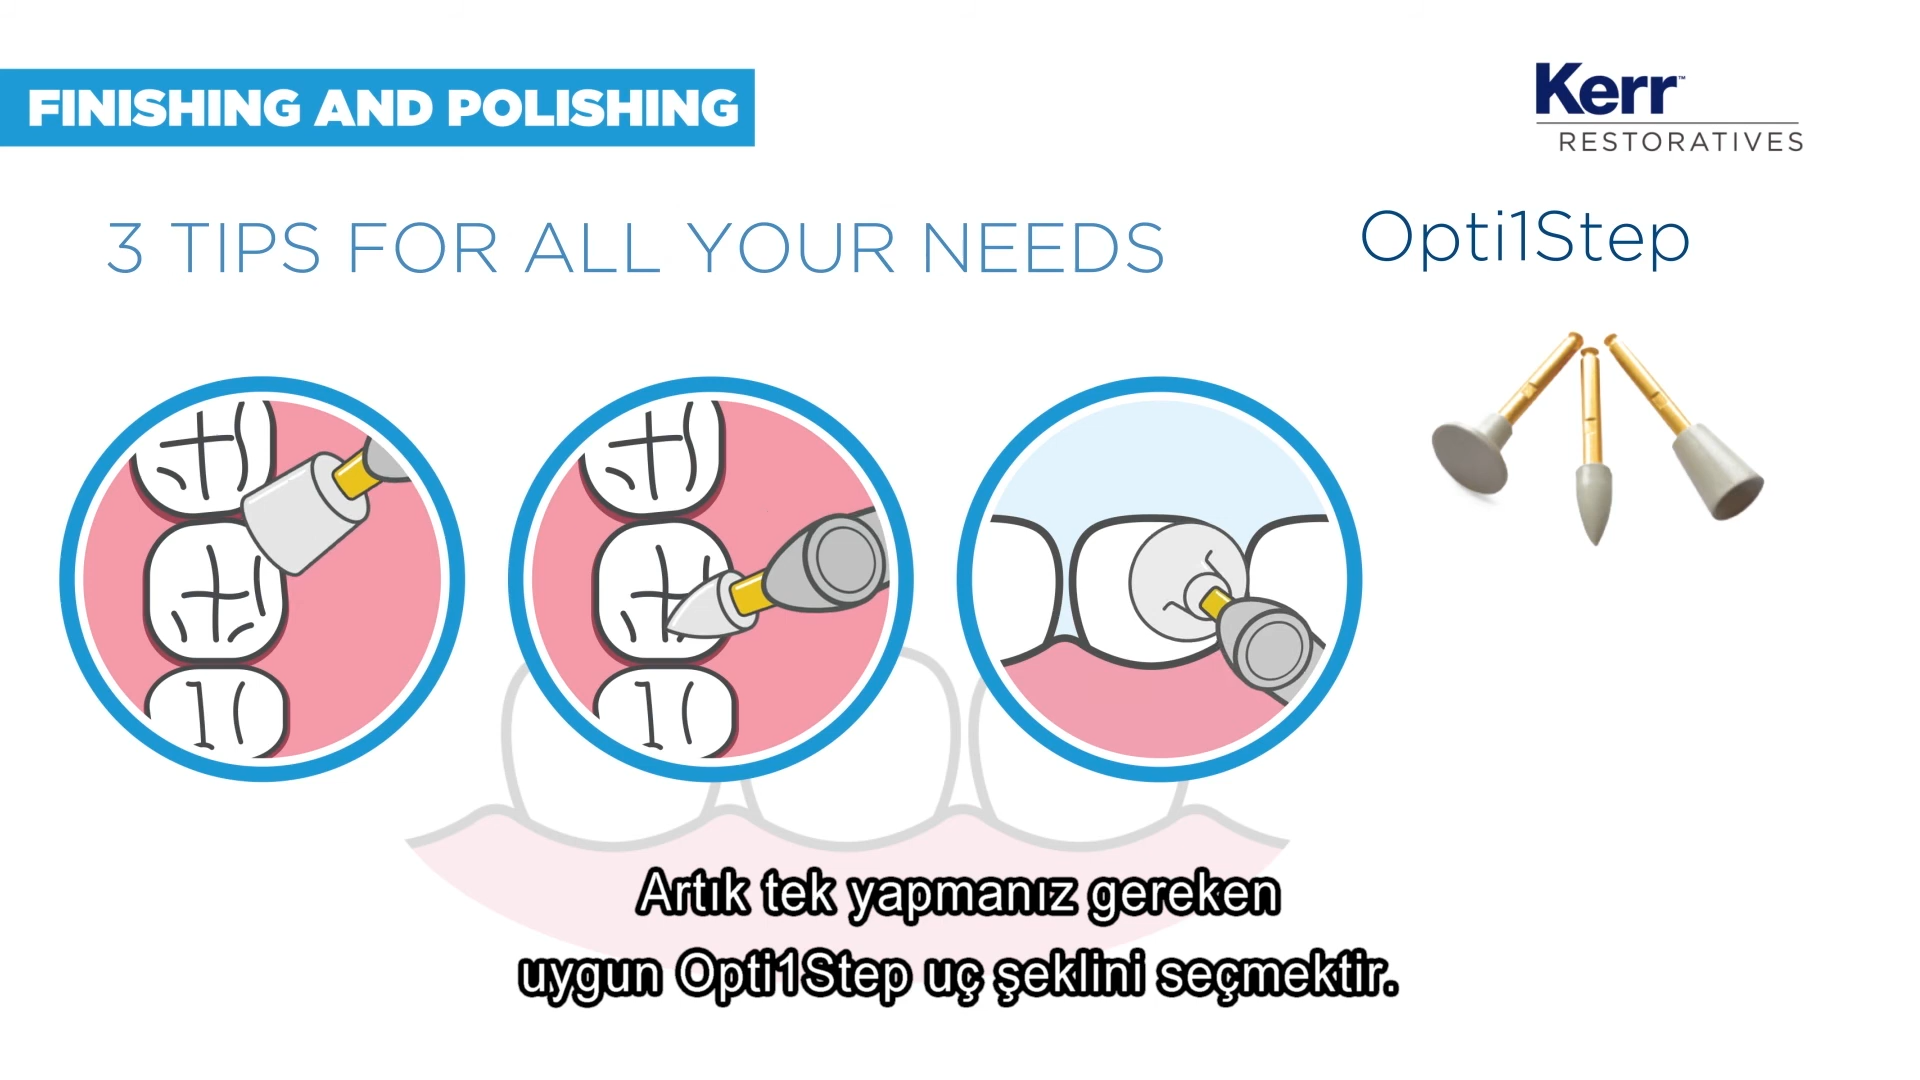 FINISHING AND POLISHING
Kerr™
RESTORATIVES
3 TIPS FOR ALL YOUR NEEDS
Opti1Step
Artık tek yapmanız gereken
uygun Opti1Step uç şeklini seçmektir.